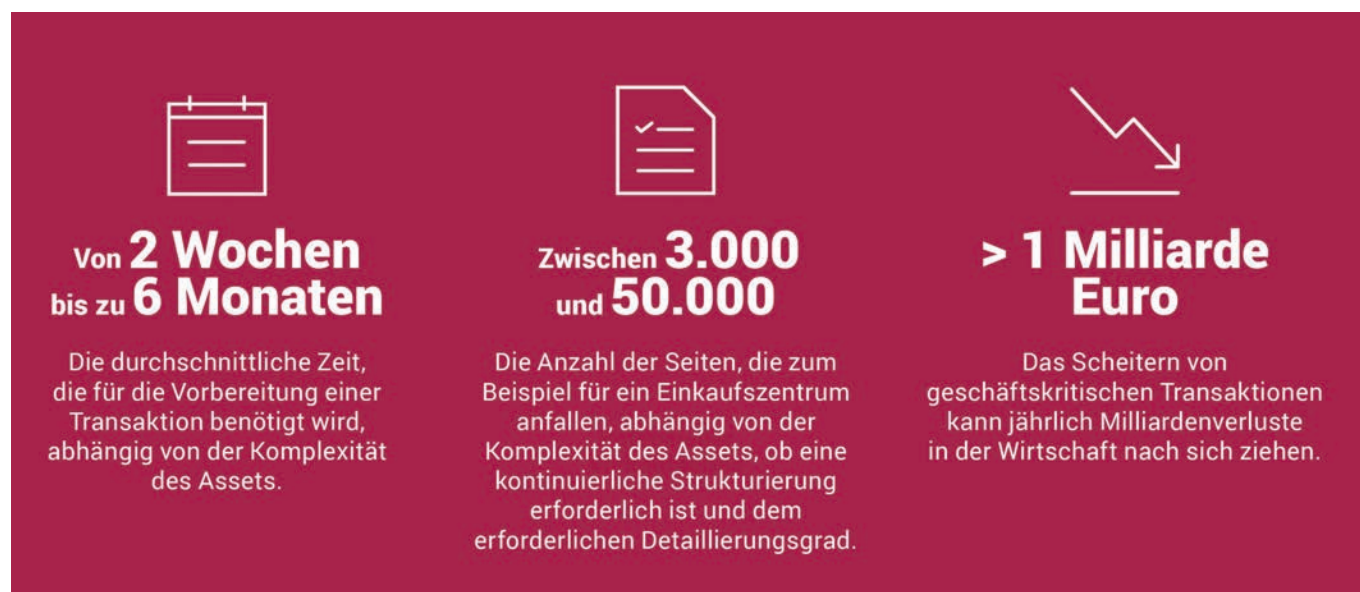 Von 2 Wochen
bis zu 6 Monaten
Die durchschnittliche Zeit,
die für die Vorbereitung einer
Transaktion benötigt wird,
abhängig von der Komplexität
des Assets.
Zwischen 3.000
und 50.000
Die Anzahl der Seiten, die zum
Beispiel für ein Einkaufszentrum
anfallen, abhängig von der
Komplexität des Assets, ob eine
kontinuierliche Strukturierung
erforderlich ist und dem
erforderlichen Detaillierungsgrad.
> 1 Milliarde
Euro
Das Scheitern von
geschäftskritischen Transaktionen
kann jährlich Milliardenverluste
in der Wirtschaft nach sich ziehen.